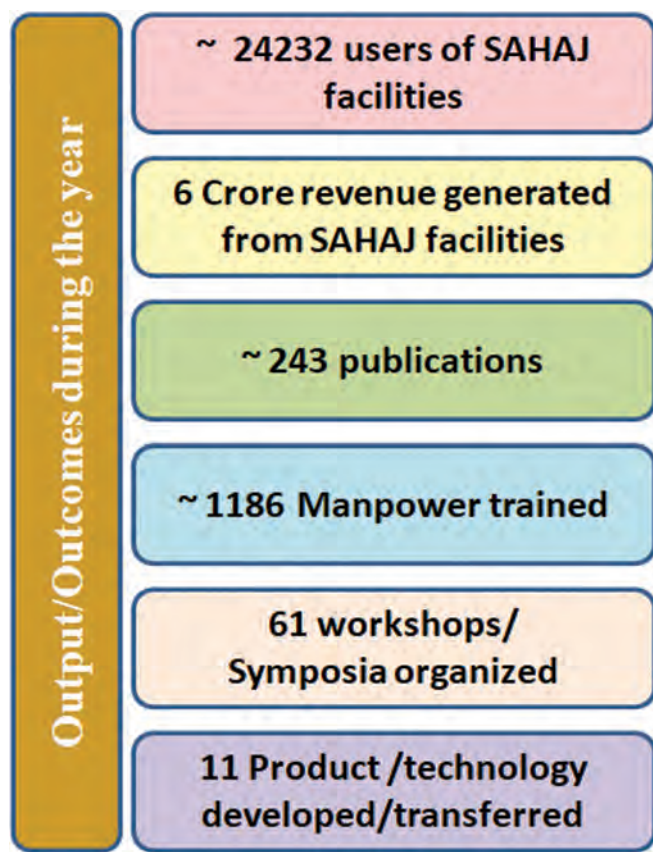 Output/Outcomes during the year
~ 24232 users of SAHAJ
facilities
6 Crore revenue generated
from SAHAJ facilities
~ 243 publications
~ 1186 Manpower trained
61 workshops/
Symposia organized
11 Product /technology
developed/transferred